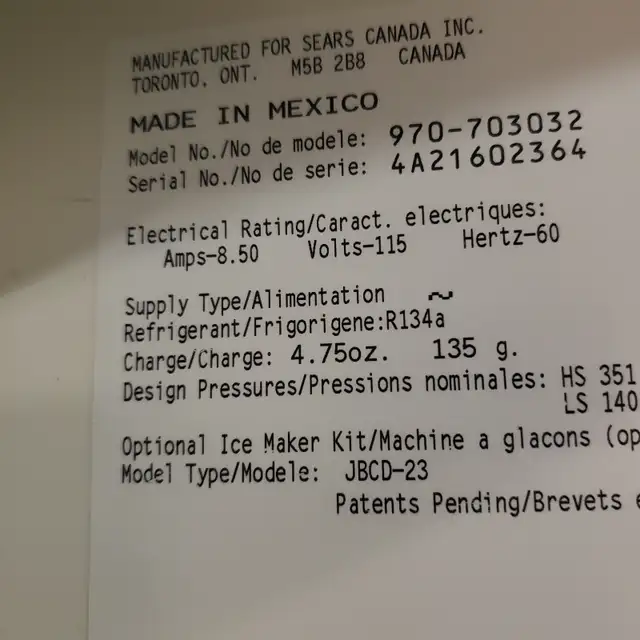 MANUFACTURED FOR SEARS CANADA INC.
TORONTO, ONT. M5B 2B8 CANADA
MADE IN MEXICO
Model No./No de modele: 970-703032
Serial No./No de serie: 4A21602364
Electrical Rating/Caract. electriques:
Amps-8.50 Volts-115 Hertz-60
Supply Type/Alimentation ~
Refrigerant/Frigorigene:R134a
Charge/Charge: 4.75oz. 135 g.
Design Pressures/Pressions nominales: HS 351
LS 140
Optional Ice Maker Kit/Machine a glacons (op
Model Type/Modele: JBCD-23
Patents Pending/Brevets e